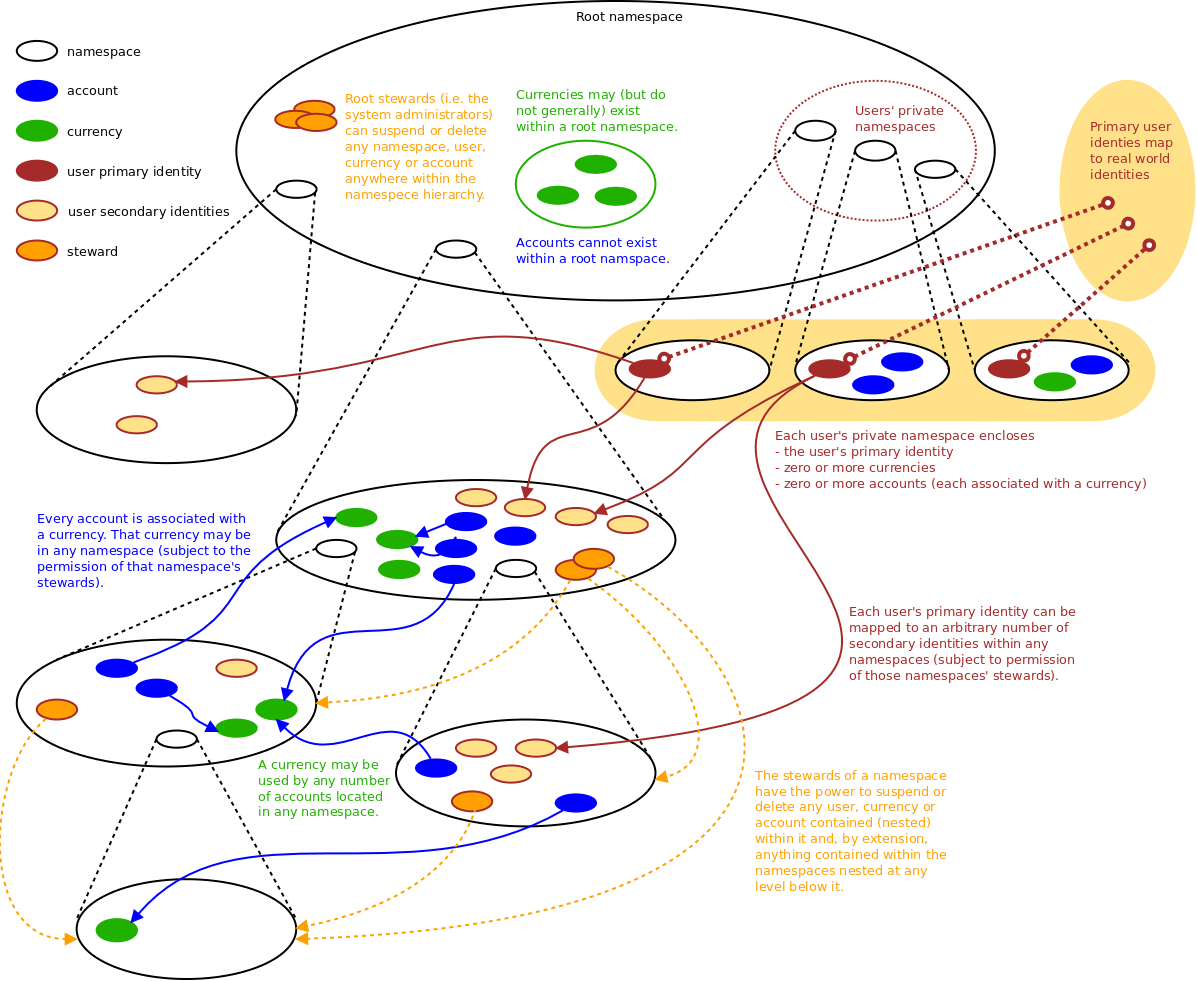 Root namespace
namespace
account
currency
user primary identity
user secondary identities
steward
Root stewards (i.e. the
system administrators)
can suspend or delete
any namespace, user,
currency or account
anywhere within the
namespece hierarchy.
Currencies may (but do
not generally) exist
within a root namespace.
Accounts cannot exist
within a root namspace.
Users' private
namespaces
Primary user
identies map
to real world
identities
Each user's private namespace encloses
- the user's primary identity
- zero or more currencies
- zero or more accounts (each associated with a currency)
Every account is associated with
a currency. That currency may be
in any namespace (subject to the
permission of that namespace's
stewards).
Each user's primary identity can be
mapped to an arbitrary number of
secondary identities within any
namespaces (subject to permission
of those namespaces' stewards).
A currency may be
used by any number
of accounts located
in any namespace.
The stewards of a namespace
have the power to suspend or
delete any user, currency or
account contained (nested)
within it and, by extension,
anything contained within the
namespaces nested at any
level below it.